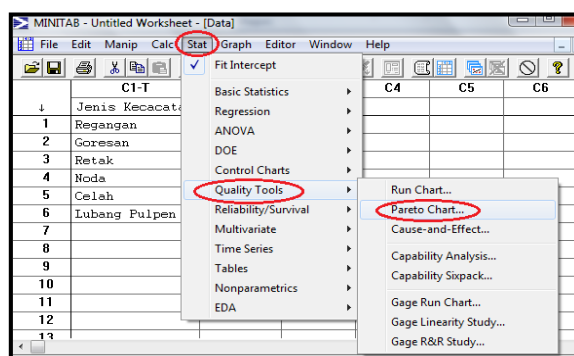 MINITAB - Untitled Worksheet - [Data]
File Edit Manip Calc Stat Graph Editor Window Help
Fit Intercept
Basic Statistics
Regression
ANOVA
DOE
Control Charts
Quality Tools
Reliability/Survival
Multivariate
Time Series
Tables
Nonparametrics
EDA
Run Chart...
Pareto Chart...
Cause-and-Effect...
Capability Analysis...
Capability Sixpack...
Gage Run Chart...
Gage Linearity Study...
Gage R&R Study...
C1-T C4 C5 C6
↓ Jenis Kecacata
1 Regangan
2 Goresan
3 Retak
4 Noda
5 Celah
6 Lubang Pulpen
7
8
9
10
11
12
13